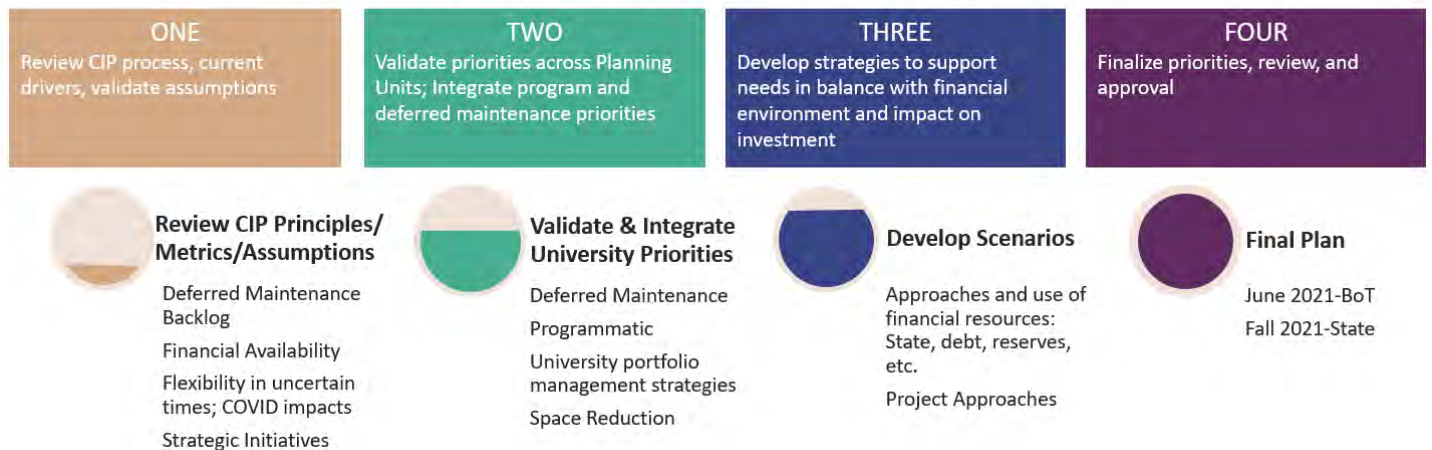 ONE
Review CIP process, current
drivers, validate assumptions
TWO
Validate priorities across Planning
Units; Integrate program and
deferred maintenance priorities
THREE
Develop strategies to support
needs in balance with financial
environment and impact on
investment
FOUR
Finalize priorities, review, and
approval
Review CIP Principles/
Metrics/Assumptions
Deferred Maintenance
Backlog
Financial Availability
Flexibility in uncertain
times; COVID impacts
Strategic Initiatives
Validate & Integrate
University Priorities
Deferred Maintenance
Programmatic
University portfolio
management strategies
Space Reduction
Develop Scenarios
Approaches and use of
financial resources:
State, debt, reserves,
etc.
Project Approaches
Final Plan
June 2021-BoT
Fall 2021-State